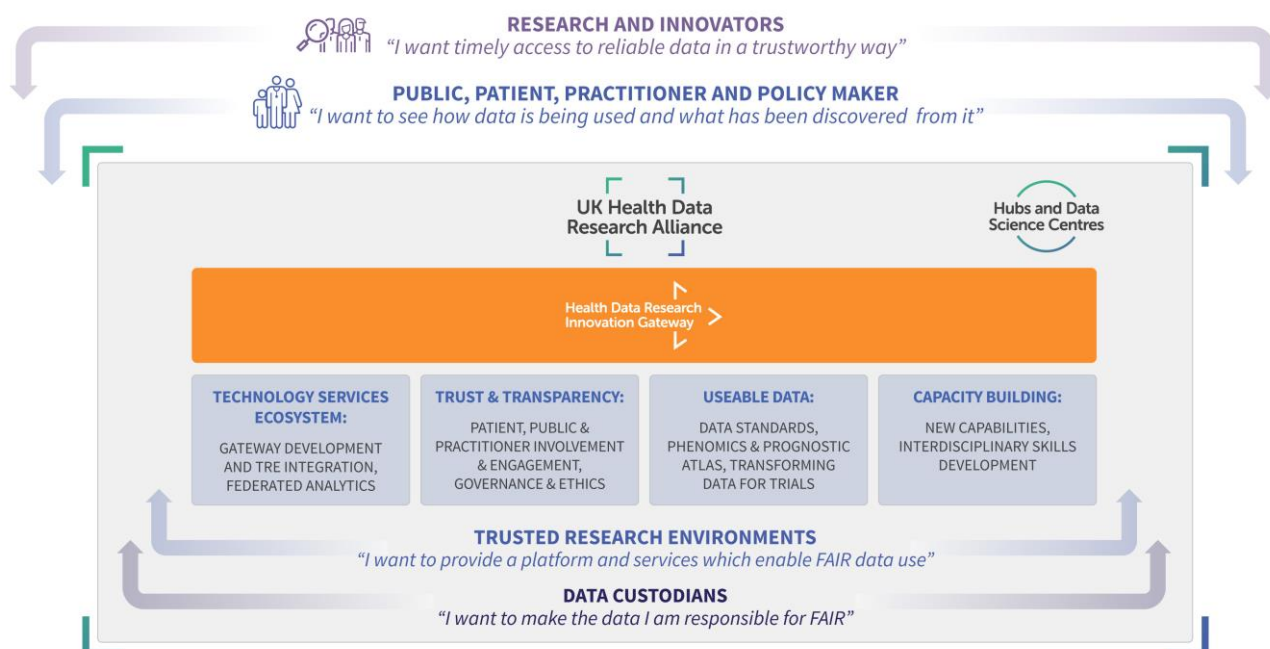 RESEARCH AND INNOVATORS
“I want timely access to reliable data in a trustworthy way”
PUBLIC, PATIENT, PRACTITIONER AND POLICY MAKER
“I want to see how data is being used and what has been discovered from it”
UK Health Data
Research Alliance
Hubs and Data
Science Centres
Health Data Research
Innovation Gateway
TECHNOLOGY SERVICES
ECOSYSTEM:
GATEWAY DEVELOPMENT
AND TRE INTEGRATION,
FEDERATED ANALYTICS
TRUST & TRANSPARENCY:
PATIENT, PUBLIC &
PRACTITIONER INVOLVEMENT
& ENGAGEMENT,
GOVERNANCE & ETHICS
USEABLE DATA:
DATA STANDARDS,
PHENOMICS & PROGNOSTIC
ATLAS, TRANSFORMING
DATA FOR TRIALS
CAPACITY BUILDING:
NEW CAPABILITIES,
INTERDISCIPLINARY SKILLS
DEVELOPMENT
TRUSTED RESEARCH ENVIRONMENTS
“I want to provide a platform and services which enable FAIR data use”
DATA CUSTODIANS
“I want to make the data I am responsible for FAIR”